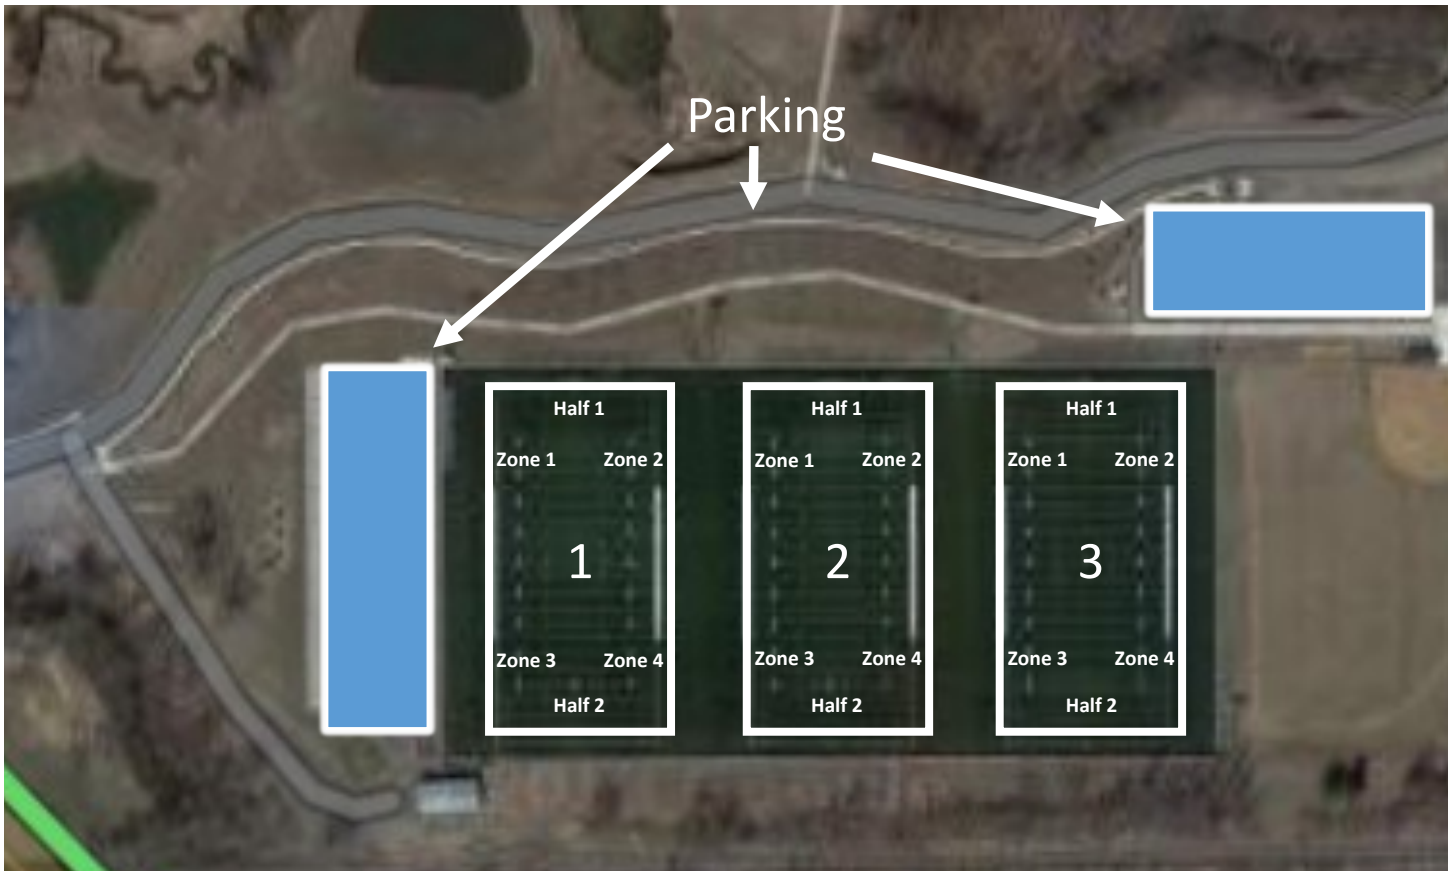 Parking
Half 1
Zone 1 Zone 2
1
Zone 3 Zone 4
Half 2
Half 1
Zone 1 Zone 2
2
Zone 3 Zone 4
Half 2
Half 1
Zone 1 Zone 2
3
Zone 3 Zone 4
Half 2